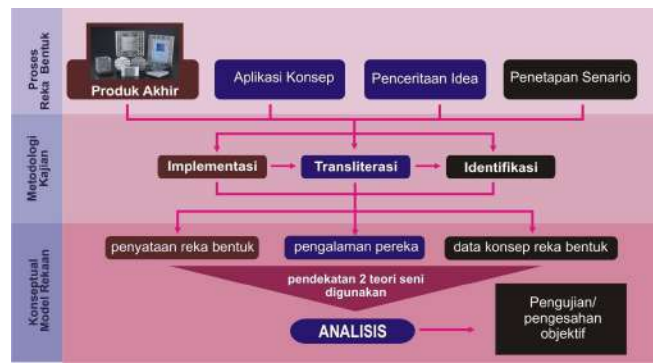 Proses
Reka Bentuk
Produk Akhir
Aplikasi Konsep
Penceritaan Idea
Penetapan Senario
Metodologi
Kajian
Implementasi
Transliterasi
Identifikasi
Konseptual
Model Rekaan
penyataan reka bentuk
pengalaman pereka
data konsep reka bentuk
pendekatan 2 teori seni
digunakan
ANALISIS
Pengujian/
pengesahan
objektif